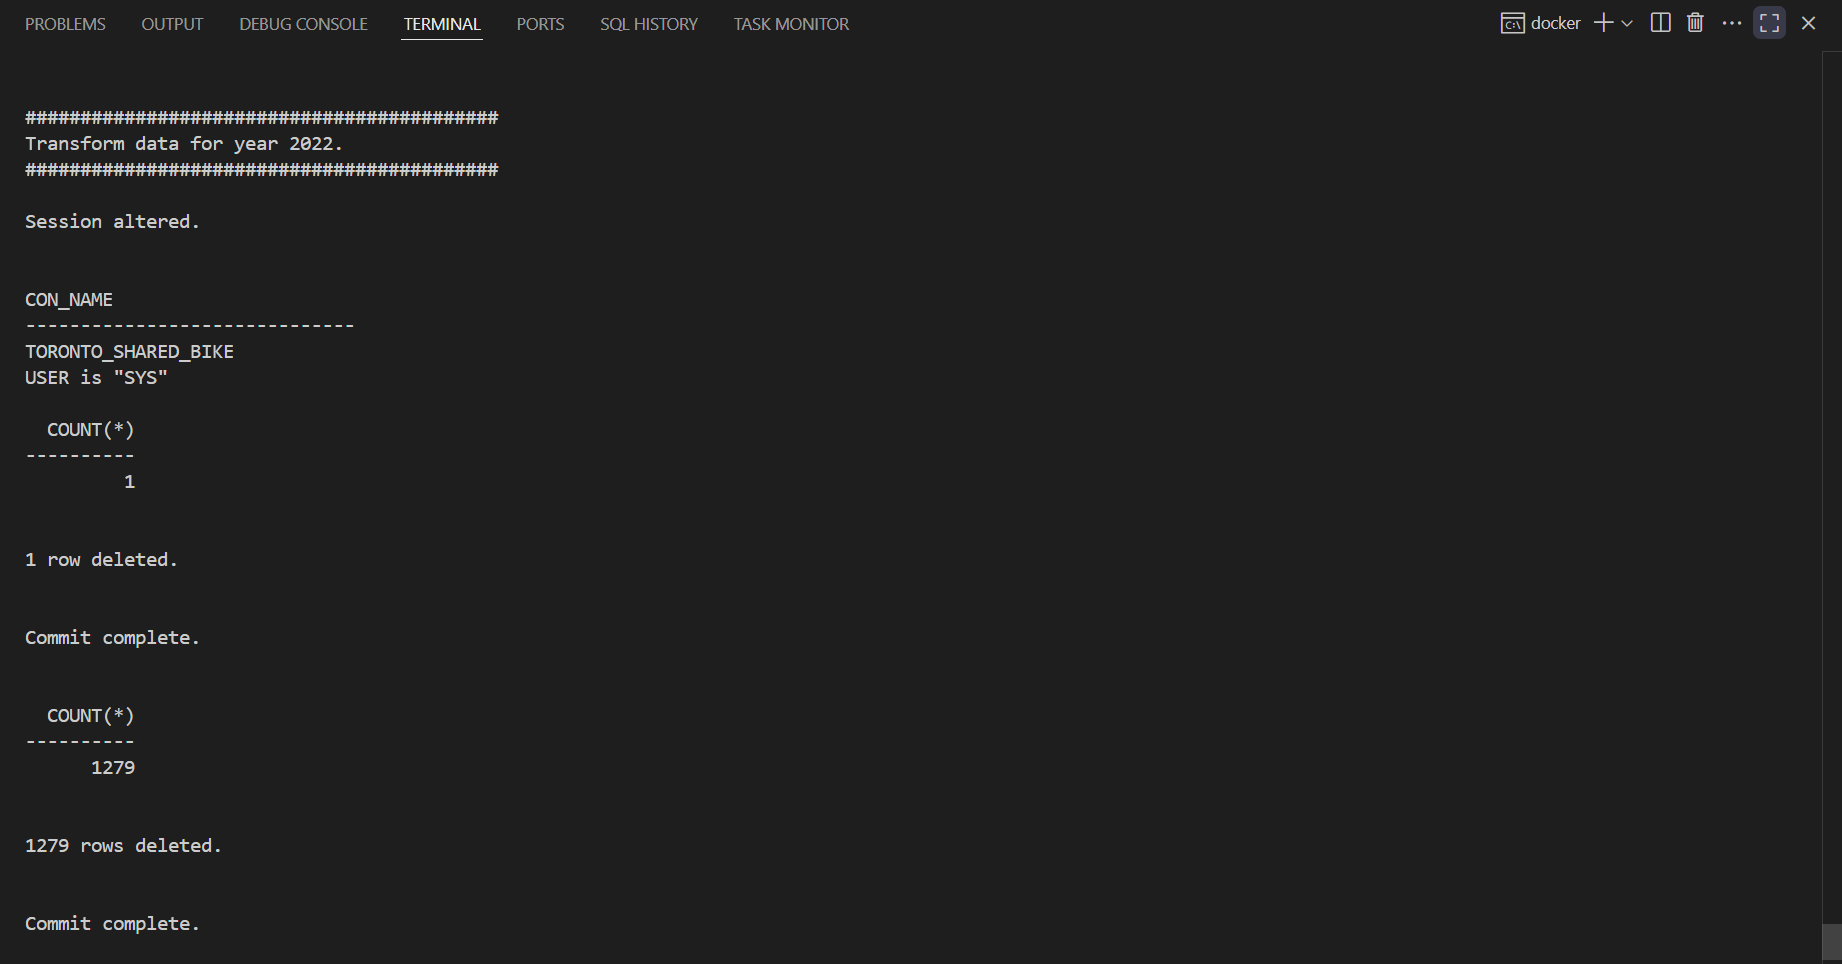 PROBLEMS OUTPUT DEBUG CONSOLE TERMINAL PORTS SQL HISTORY TASK MONITOR docker
###########################################
Transform data for year 2022.
###########################################
Session altered.
CON_NAME
------------------------------
TORONTO_SHARED_BIKE
USER is "SYS"
COUNT(*)
----------
1
1 row deleted.
Commit complete.
COUNT(*)
----------
1279
1279 rows deleted.
Commit complete.